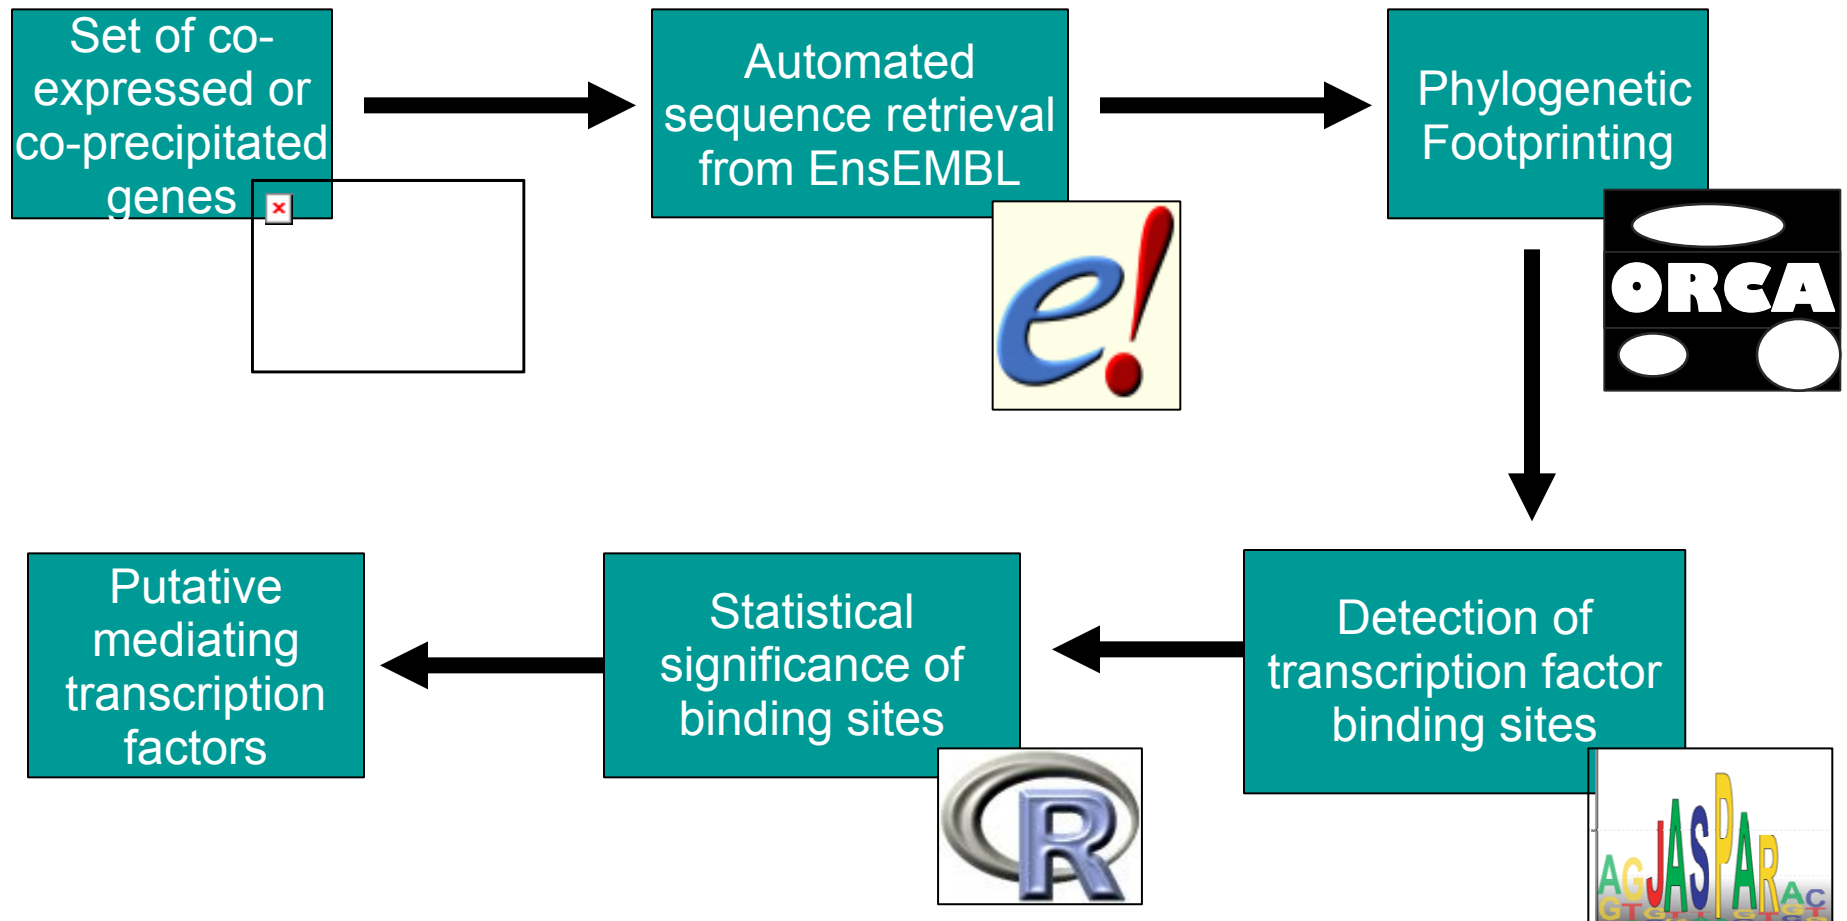 Set of co-
expressed or
co-precipitated
genes
Automated
sequence retrieval
from EnsEMBL
e!
Phylogenetic
Footprinting
ORCA
Detection of
transcription factor
binding sites
JASPAR
Statistical
significance of
binding sites
R
Putative
mediating
transcription
factors